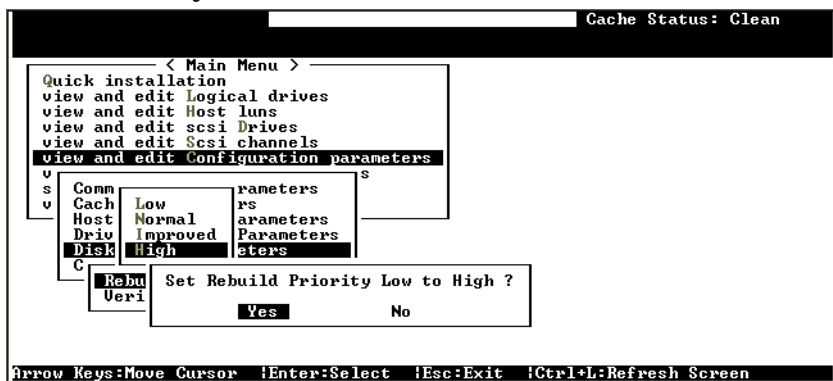 Cache Status: Clean
< Main Menu >
Quick installation
view and edit Logical drives
view and edit Host luns
view and edit scsi Drives
view and edit Scsi channels
view and edit Configuration parameters
v s
s Comm rameters
v Cach Low rs
Host Normal arameters
Driv Improved Parameters
Disk High eters
C
Rebu Set Rebuild Priority Low to High ?
Veri
Yes No
Arrow Keys:Move Cursor |Enter:Select |Esc:Exit |Ctrl+L:Refresh Screen